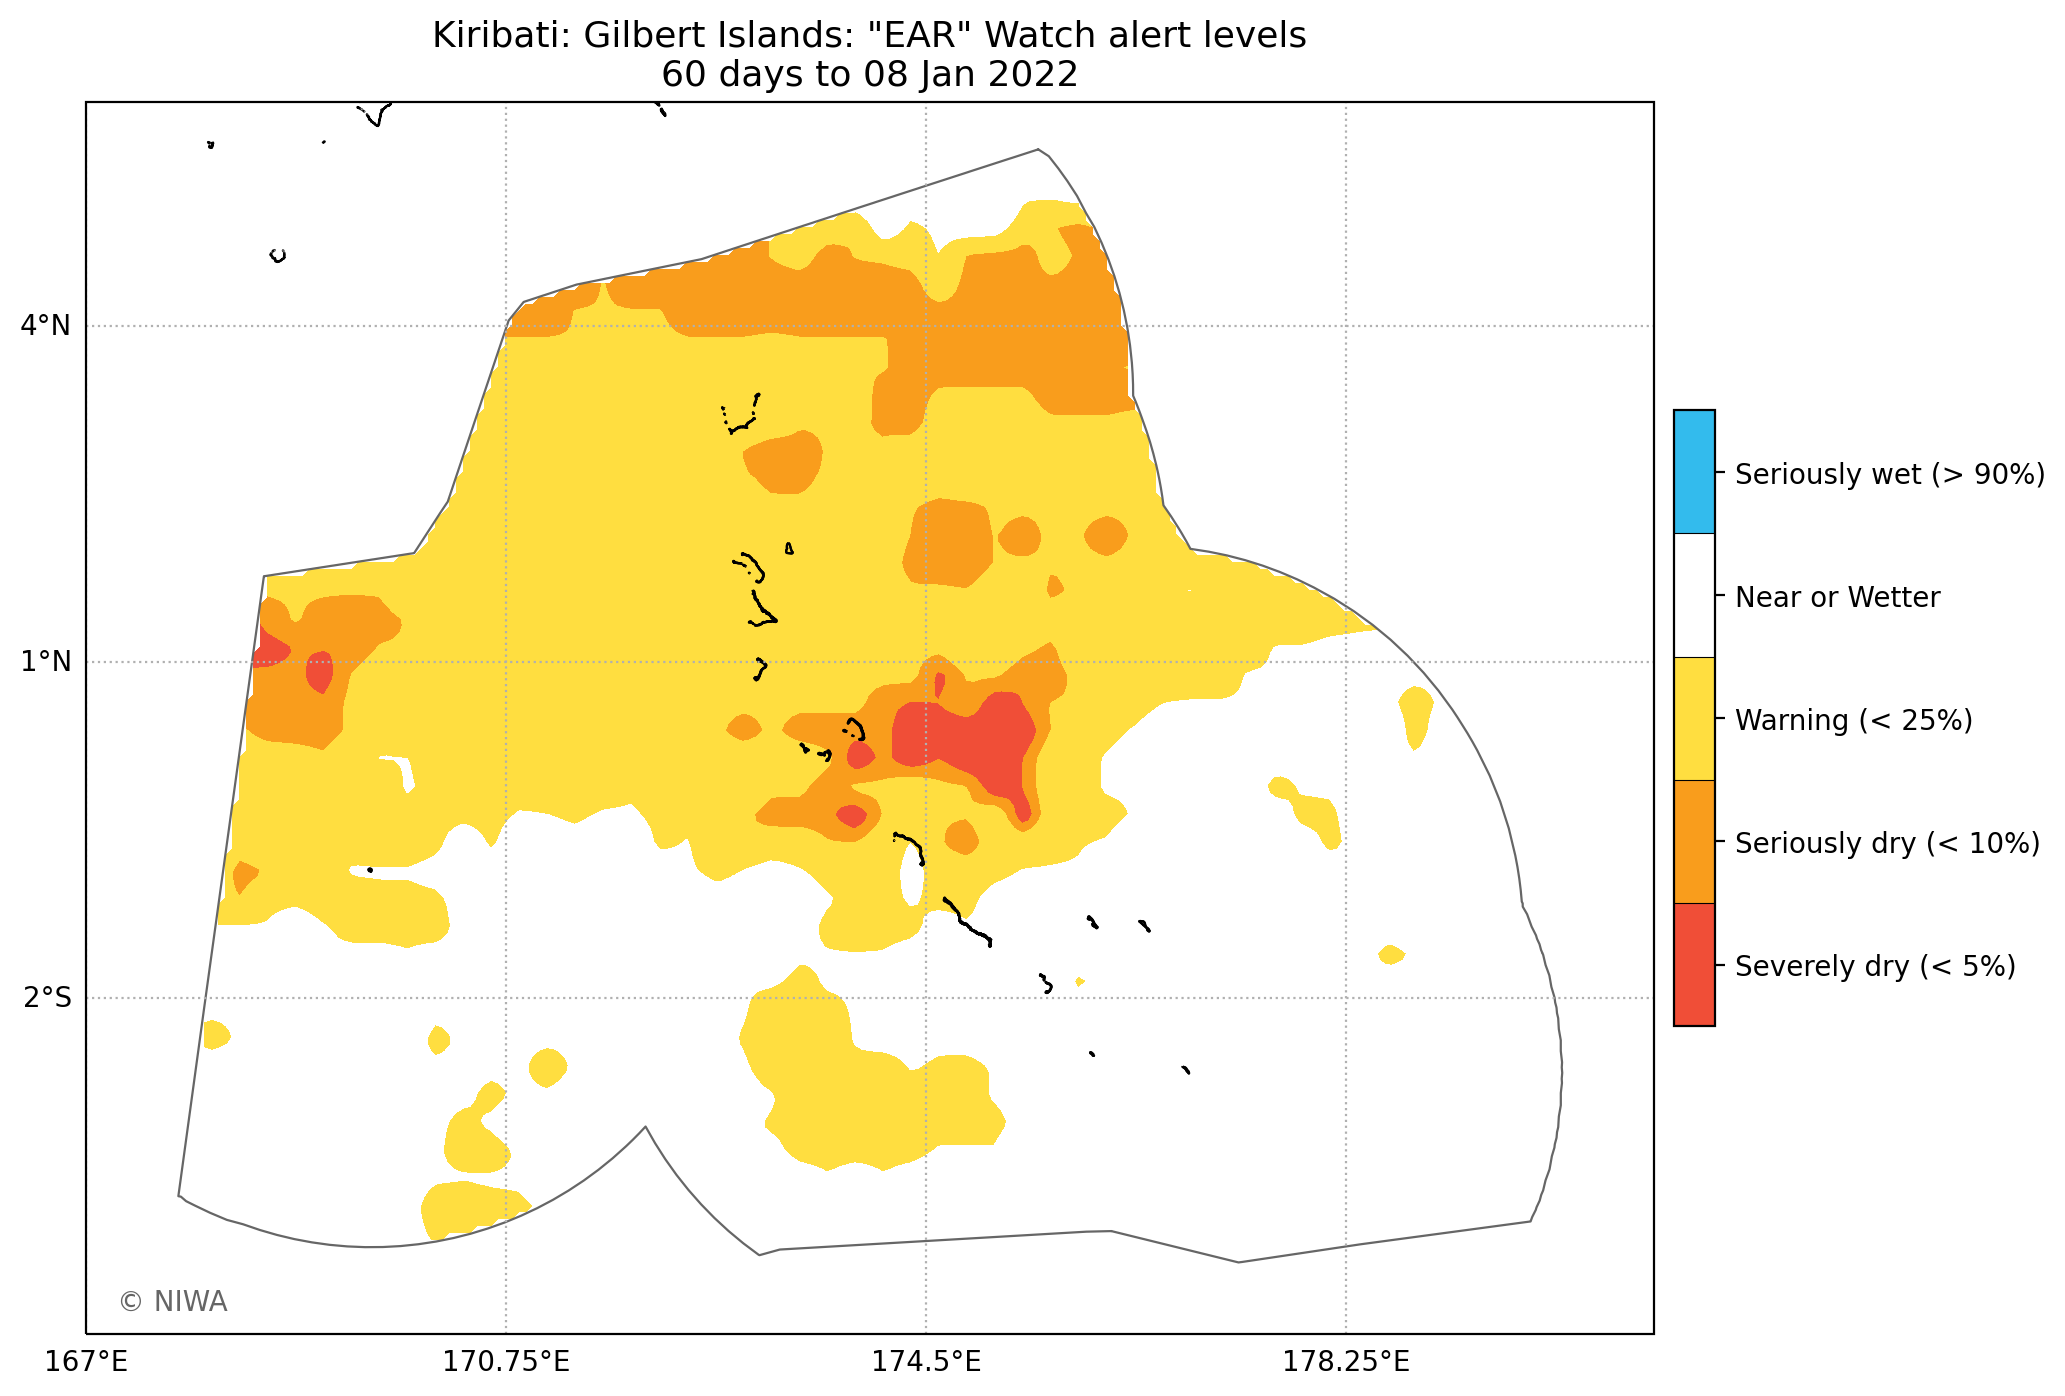 Kiribati: Gilbert Islands: "EAR" Watch alert levels
60 days to 08 Jan 2022
4°N
1°N
2°S
167°E
170.75°E
174.5°E
178.25°E
Seriously wet (> 90%)
Near or Wetter
Warning (< 25%)
Seriously dry (< 10%)
Severely dry (< 5%)
© NIWA